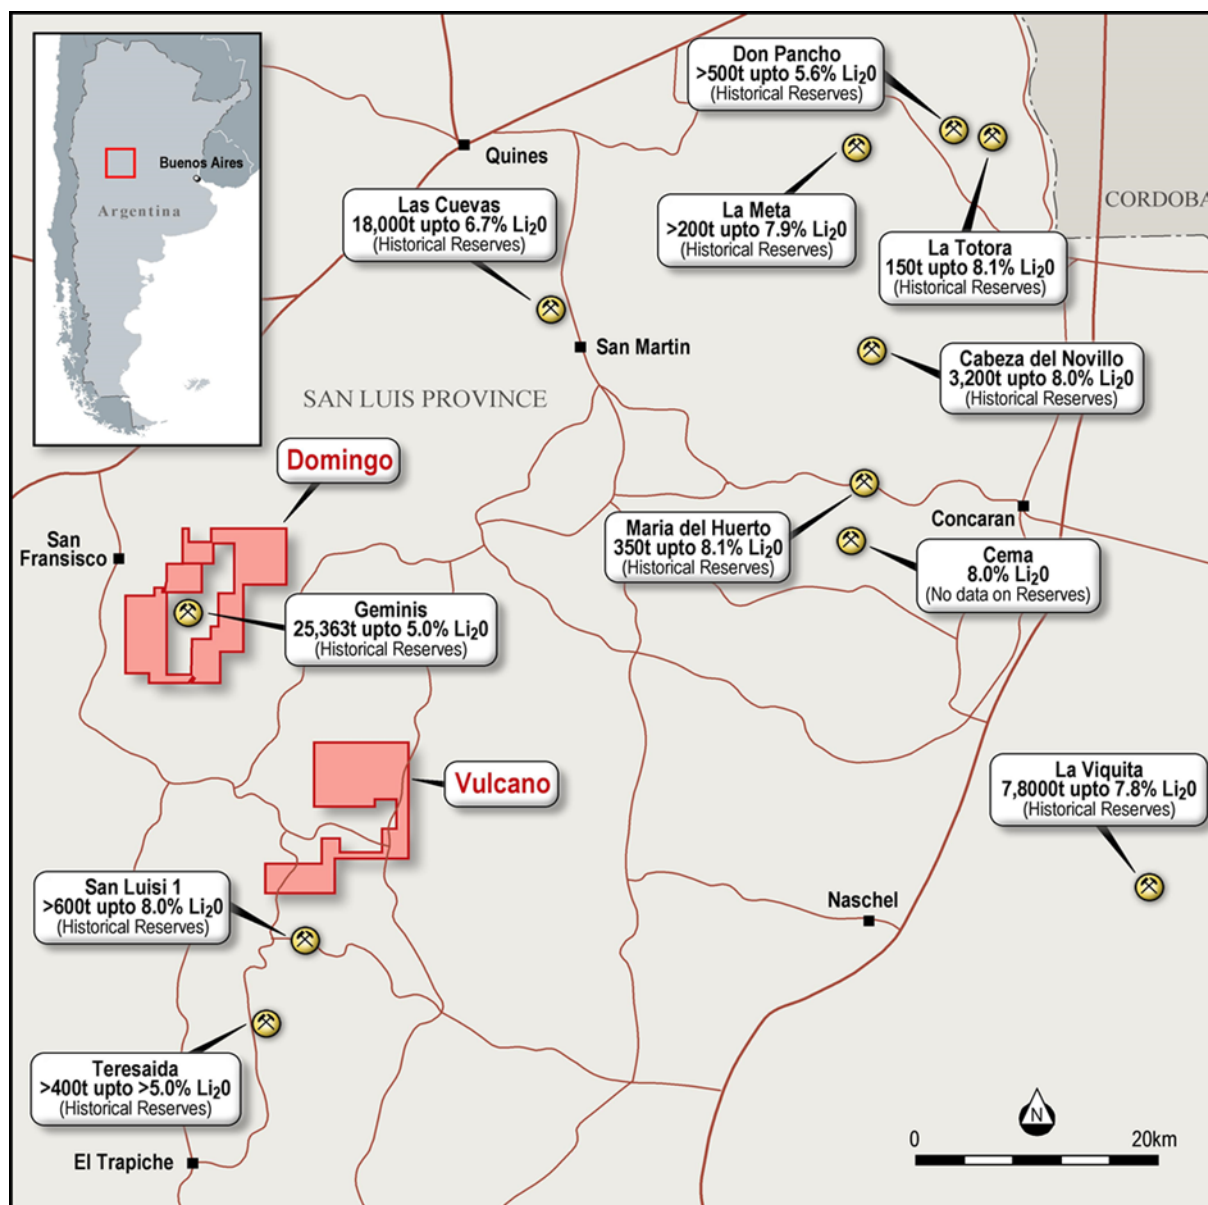 Buenos Aires
Argentina
Don Pancho
>500t upto 5.6% Li₂0
(Historical Reserves)
Quines
CORDOBA
Las Cuevas
18,000t upto 6.7% Li₂0
(Historical Reserves)
La Meta
>200t upto 7.9% Li₂0
(Historical Reserves)
La Totora
150t upto 8.1% Li₂0
(Historical Reserves)
San Martin
Cabeza del Novillo
3,200t upto 8.0% Li₂0
(Historical Reserves)
SAN LUIS PROVINCE
Domingo
San
Fransisco
Maria del Huerto
350t upto 8.1% Li₂0
(Historical Reserves)
Concaran
Cema
8.0% Li₂0
(No data on Reserves)
Geminis
25,363t upto 5.0% Li₂0
(Historical Reserves)
Vulcano
La Viquita
7,8000t upto 7.8% Li₂0
(Historical Reserves)
San Luisi 1
>600t upto 8.0% Li₂0
(Historical Reserves)
Naschel
Teresaida
>400t upto >5.0% Li₂0
(Historical Reserves)
El Trapiche
N
0 20km